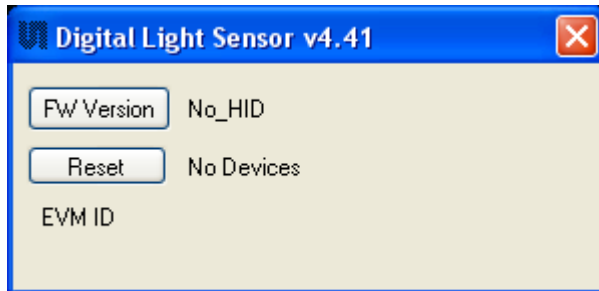 Digital Light Sensor v4.41
FW Version No_HID
Reset No Devices
EVM ID